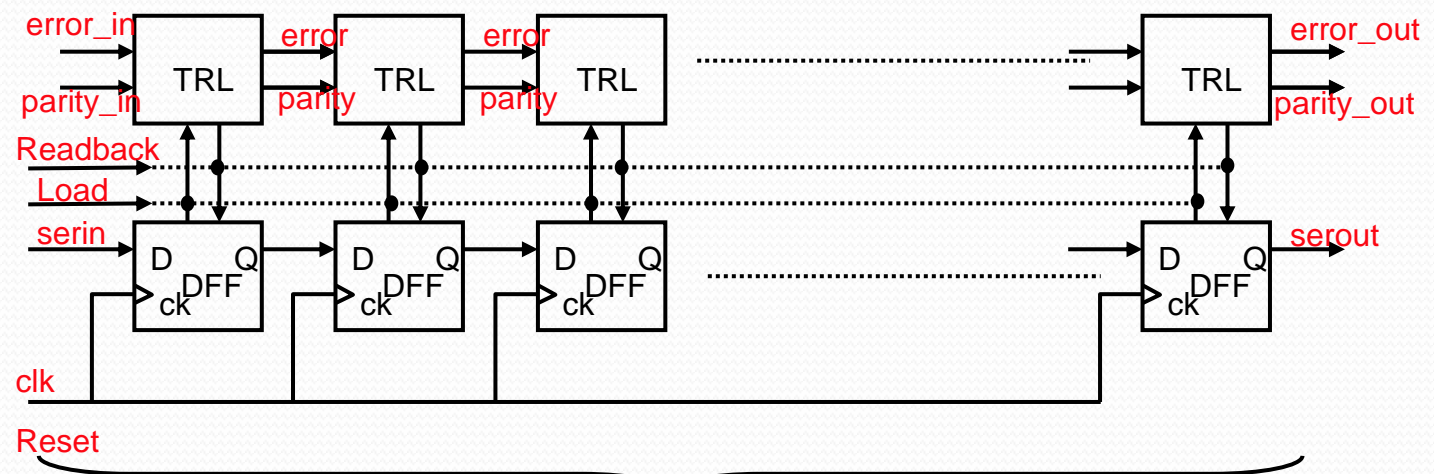 error_in error error error_out
TRL TRL TRL TRL
parity_in parity parity parity_out
Readback
Load
serin serout
D Q D Q D Q D Q
DFF DFF DFF DFF
ck ck ck ck
clk
Reset